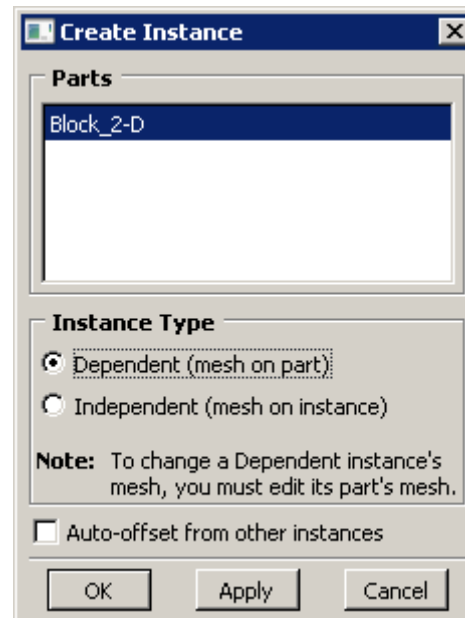 Create Instance
Parts
Block_2-D
Instance Type
Dependent (mesh on part)
Independent (mesh on instance)
Note: To change a Dependent instance's
mesh, you must edit its part's mesh.
Auto-offset from other instances
OK Apply Cancel